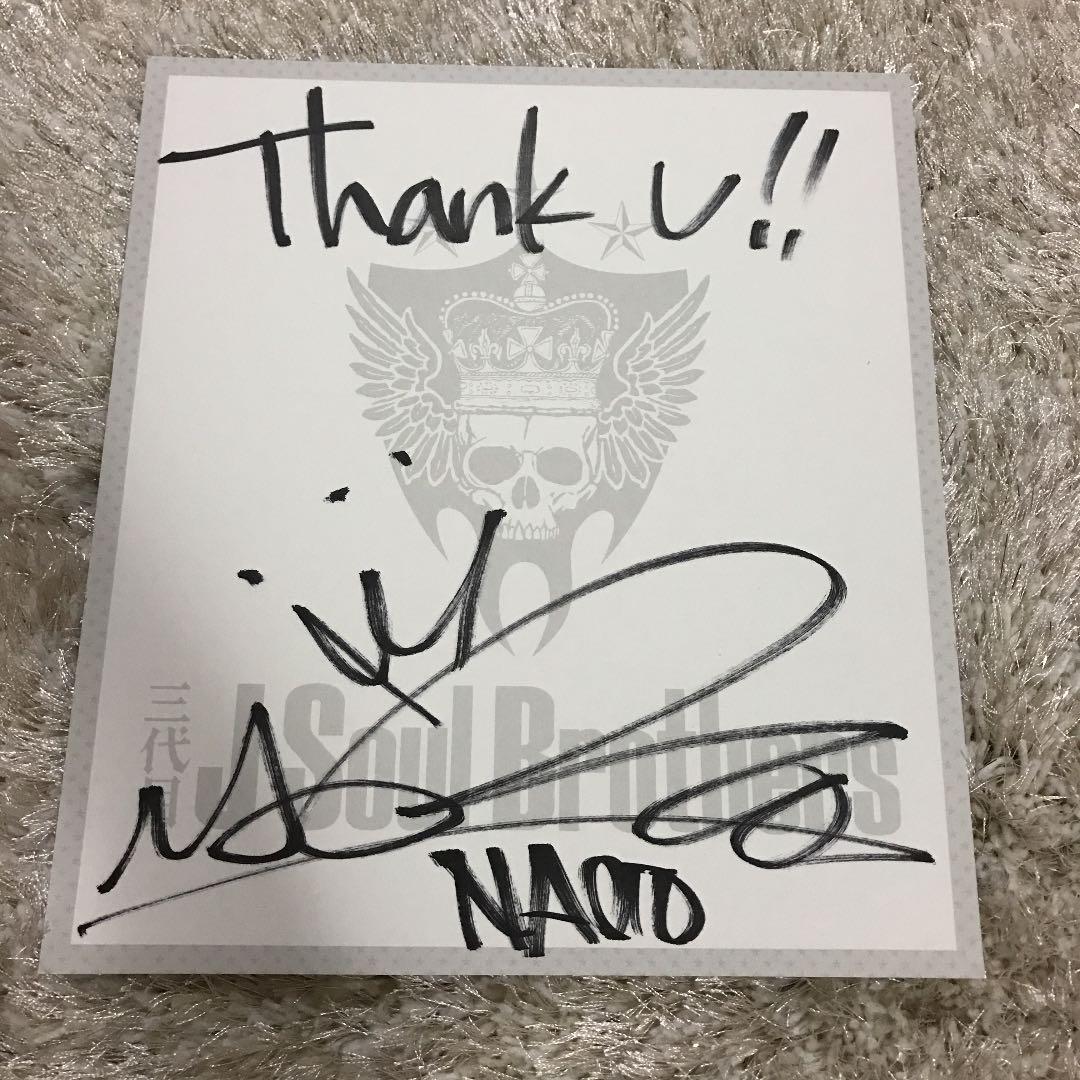 Thank U!!
三代目
J Soul Brothers
NAOTO